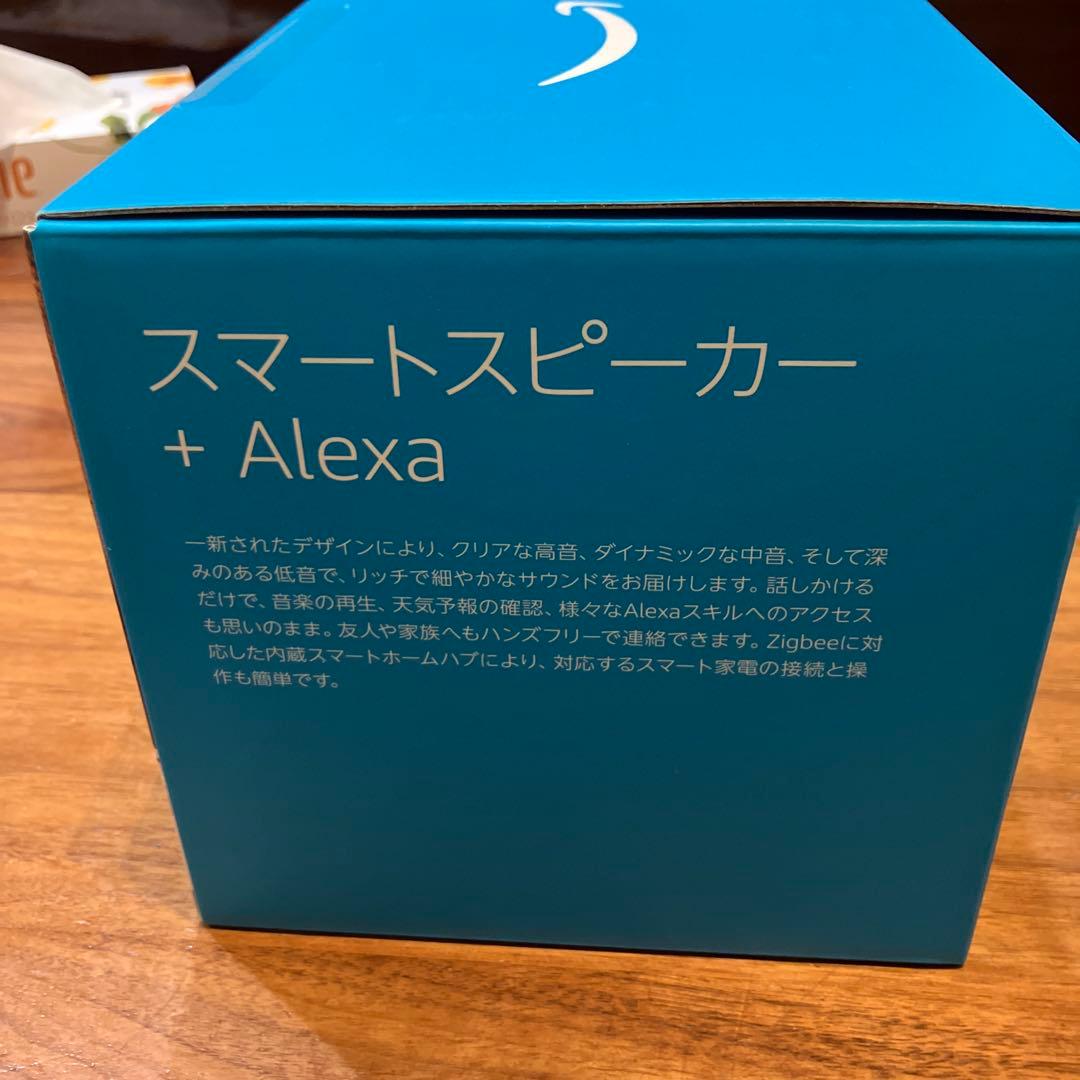 スマートスピーカー
+ Alexa
一新されたデザインにより、クリアな高音、ダイナミックな中音、そして深
みのある低音で、リッチで細やかなサウンドをお届けします。話しかける
だけで、音楽の再生、天気予報の確認、様々なAlexaスキルへのアクセス
も思いのまま。友人や家族へもハンズフリーで連絡できます。Zigbeeに対
応した内蔵スマートホームハブにより、対応するスマート家電の接続と操
作も簡単です。